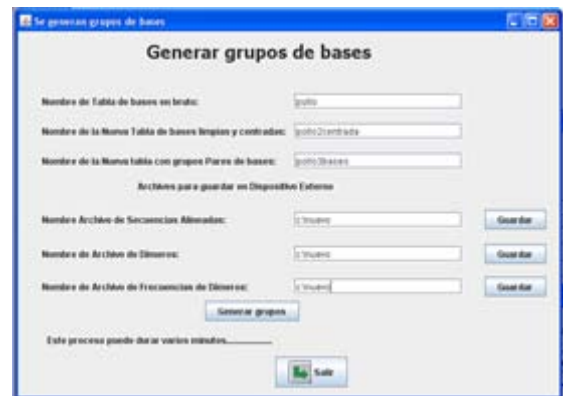 Se generan grupos de bases
Generar grupos de bases
Nombre de Tabla de bases en bruto: pollo
Nombre de la Nueva Tabla de bases limpias y centradas: pollo2centrada
Nombre de la Nueva tabla con grupos Pares de bases: pollo3bases
Archivos para guardar en Dispositivo Externo
Nombre Archivo de Secuencias Alineadas: c:\nuevo Guardar
Nombre de Archivo de Dimeros: c:\nuevo Guardar
Nombre de Archivo de Frecuencias de Dimeros: c:\nuevo Guardar
Generar grupos
Este proceso puede durar varios minutos..............
Salir